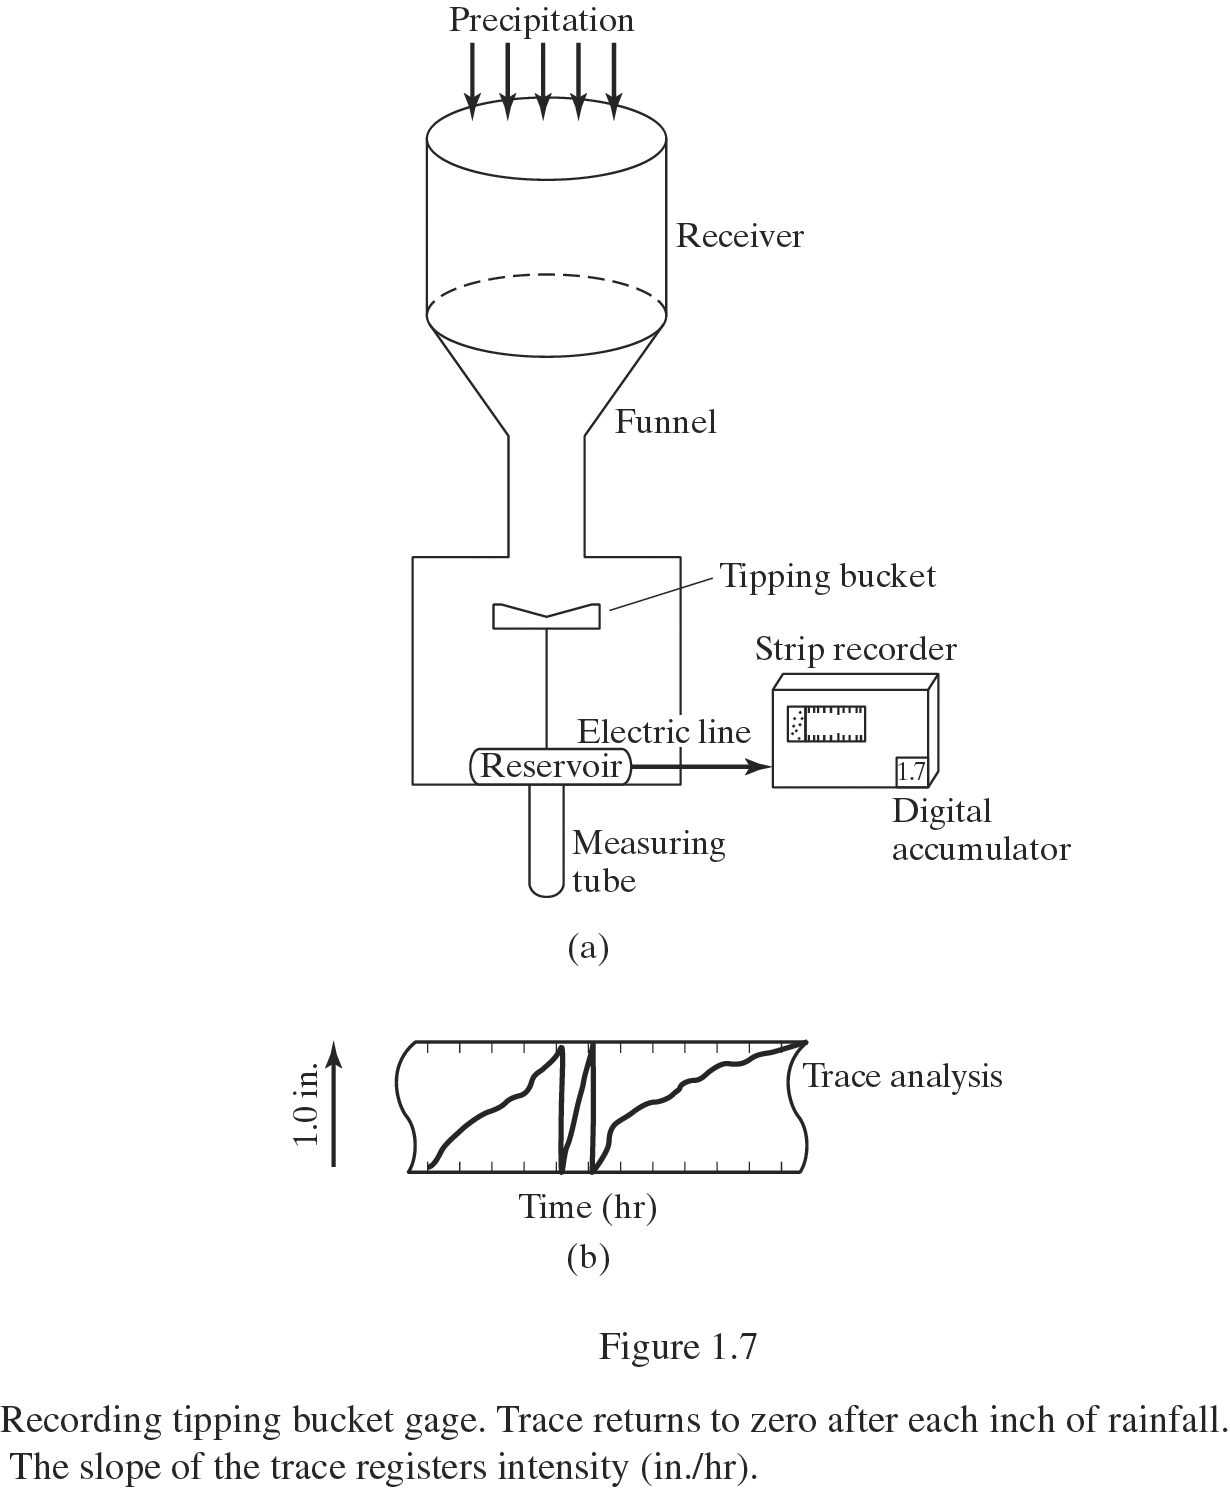 Precipitation
Receiver
Funnel
Tipping bucket
Strip recorder
Electric line
Reservoir
1.7
Digital
accumulator
Measuring
tube
(a)
1.0 in.
Trace analysis
Time (hr)
(b)
Figure 1.7
Recording tipping bucket gage. Trace returns to zero after each inch of rainfall.
The slope of the trace registers intensity (in./hr).